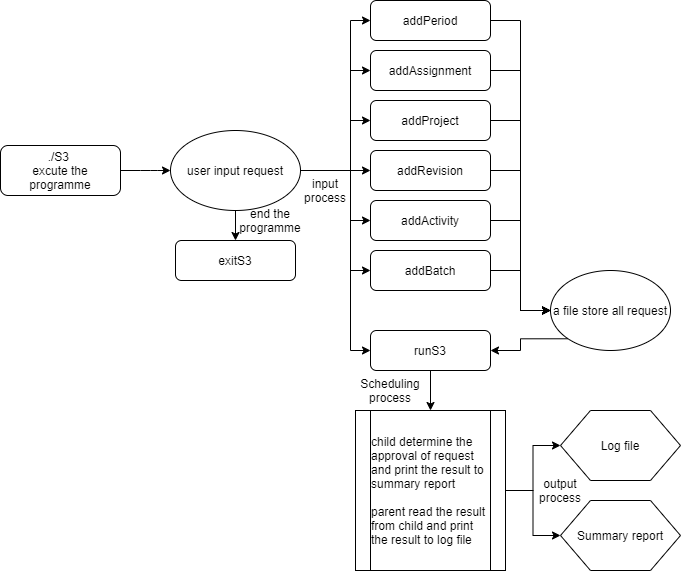 addPeriod
addAssignment
addProject
./S3
excute the
programme
user input request
addRevision
input
process
end the
programme
addActivity
exitS3
addBatch
a file store all request
runS3
Scheduling
process
child determine the
approval of request
and print the result to
summary report
parent read the result
from child and print
the result to log file
Log file
output
process
Summary report